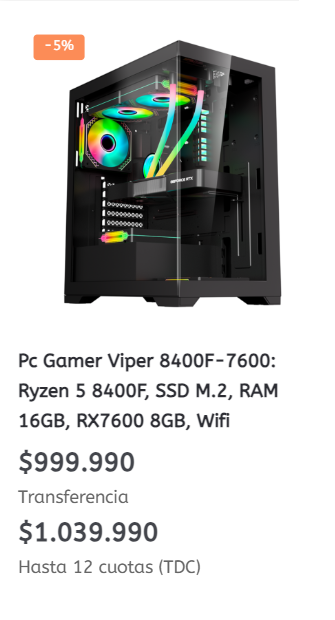 -5%
Pc Gamer Viper 8400F-7600:
Ryzen 5 8400F, SSD M.2, RAM
16GB, RX7600 8GB, Wifi
$999.990
Transferencia
$1.039.990
Hasta 12 cuotas (TDC)